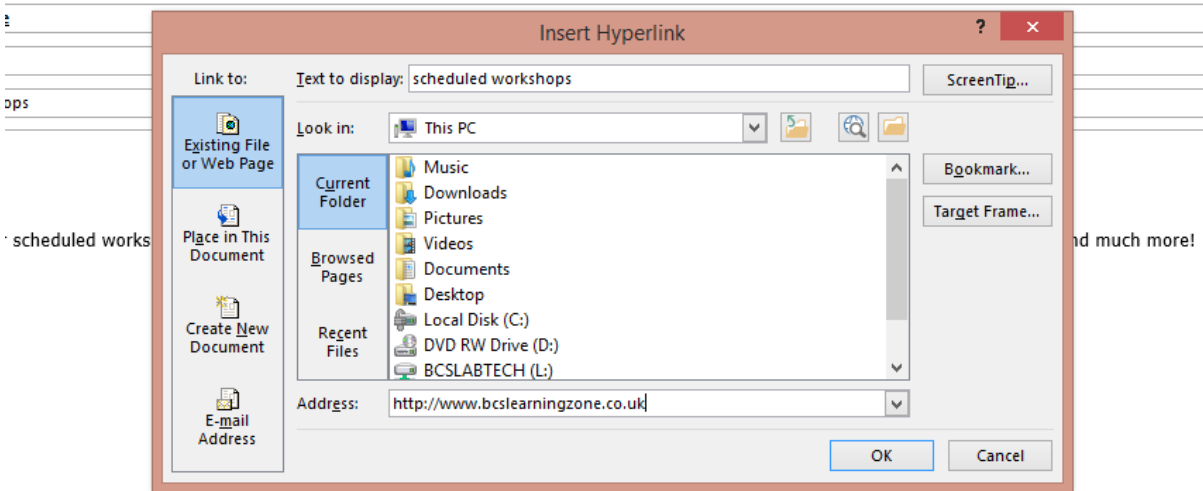 Insert Hyperlink
?
Link to:
Text to display:
scheduled workshops
ScreenTip...
ops
Existing File
or Web Page
Look in:
This PC
Current
Folder
Music
Downloads
Pictures
Videos
Documents
Desktop
Local Disk (C:)
DVD RW Drive (D:)
BCSLABTECH (L:)
Bookmark...
Target Frame...
Place in This
Document
Browsed
Pages
r scheduled works
nd much more!
Create New
Document
Recent
Files
E-mail
Address
Address:
http://www.bcslearningzone.co.uk
OK
Cancel